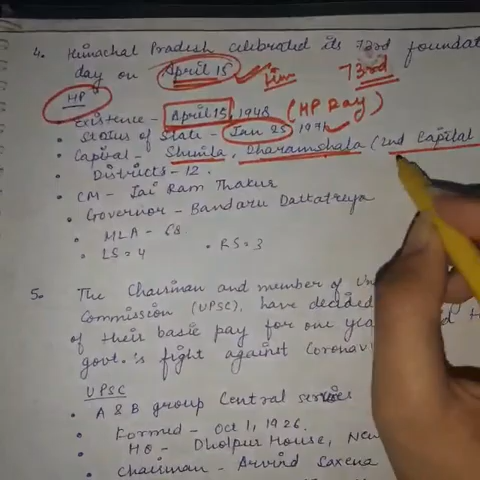 4. Himachal Pradesh celebrated its 73rd foundat
day on April 15 Him 73rd
HP
Existence - April 15, 1948 (HP Day)
• Status of State - Jan 25, 1971
• Capital - Shimla, Dharamshala (2nd Capital
• Districts - 12.
• CM - Jai Ram Thakur
• Governor - Bandaru Dattatreya
• MLA - 68.
• LS = 4 • RS = 3
5. The Chairman and member of Un
Commission (UPSC), have decided
of their basic pay for one yea
govt.'s fight against Coronavi
UPSC
• A & B group Central services
• Formed - Oct 1, 1926.
• HQ - Dholpur House, New
• Chairman - Arvind Saxena